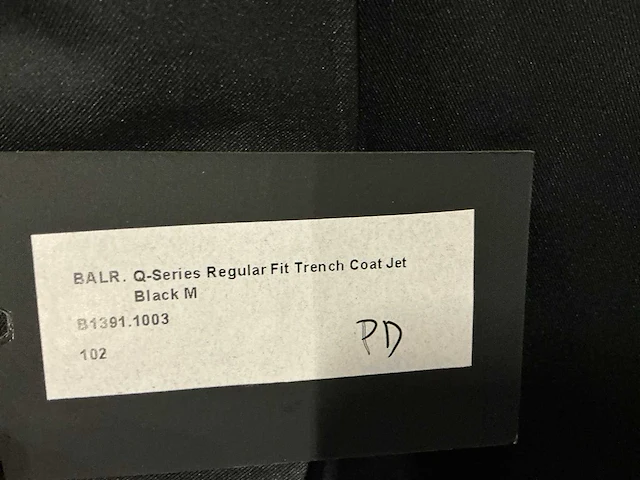 BALR. Q-Series Regular Fit Trench Coat Jet
Black M
B1391.1003
102
PD